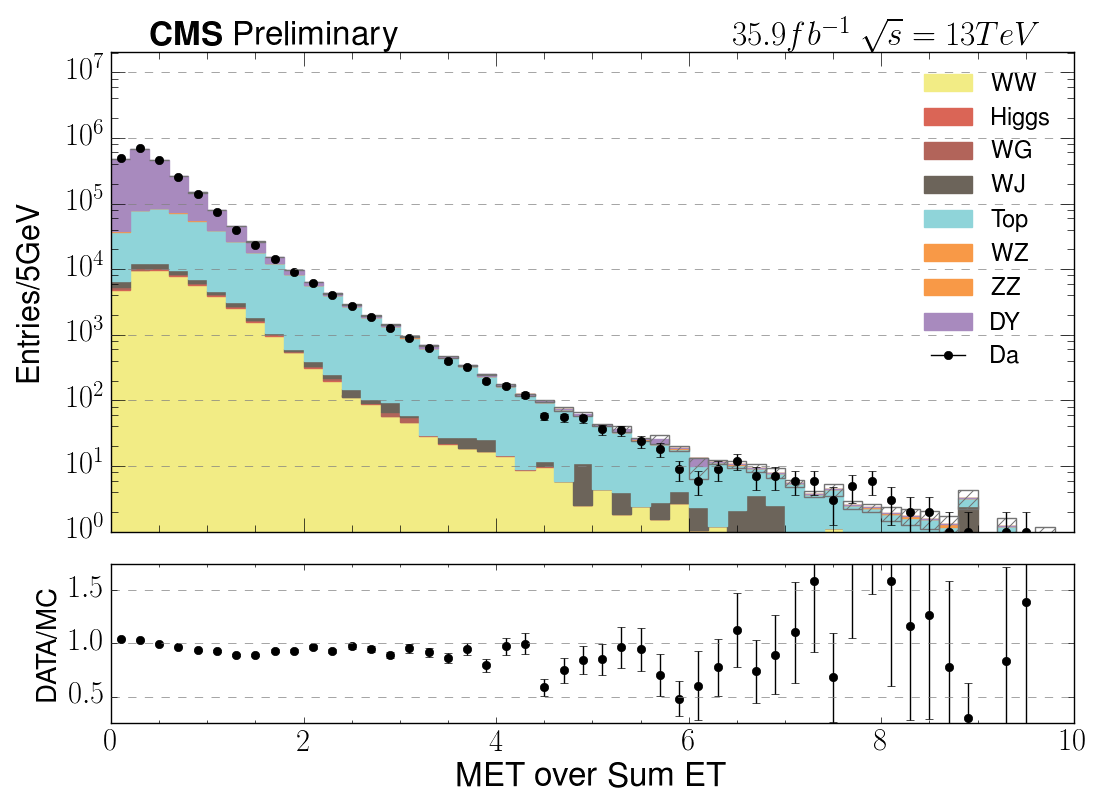 CMS Preliminary 35.9fb⁻¹ √s = 13TeV
10⁷
10⁶
10⁵
10⁴
10³
10²
10¹
10⁰
Entries/5GeV
WW
Higgs
WG
WJ
Top
WZ
ZZ
DY
Da
1.5
1.0
0.5
DATA/MC
0 2 4 6 8 10
MET over Sum ET